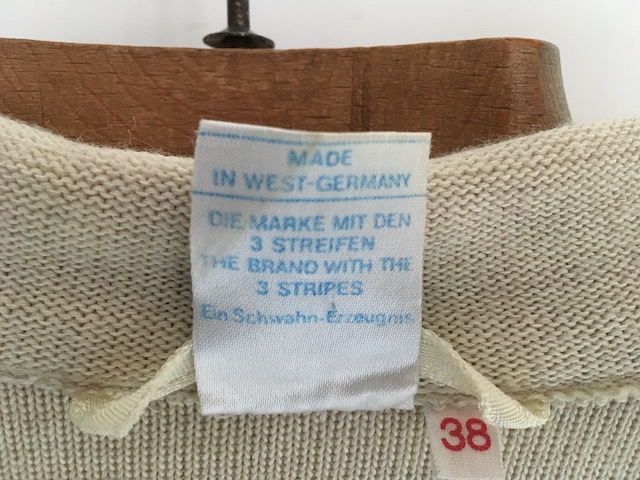 MADE
IN WEST-GERMANY
DIE MARKE MIT DEN
3 STREIFEN
THE BRAND WITH THE
3 STRIPES
Ein Schwahn-Erzeugnis
38